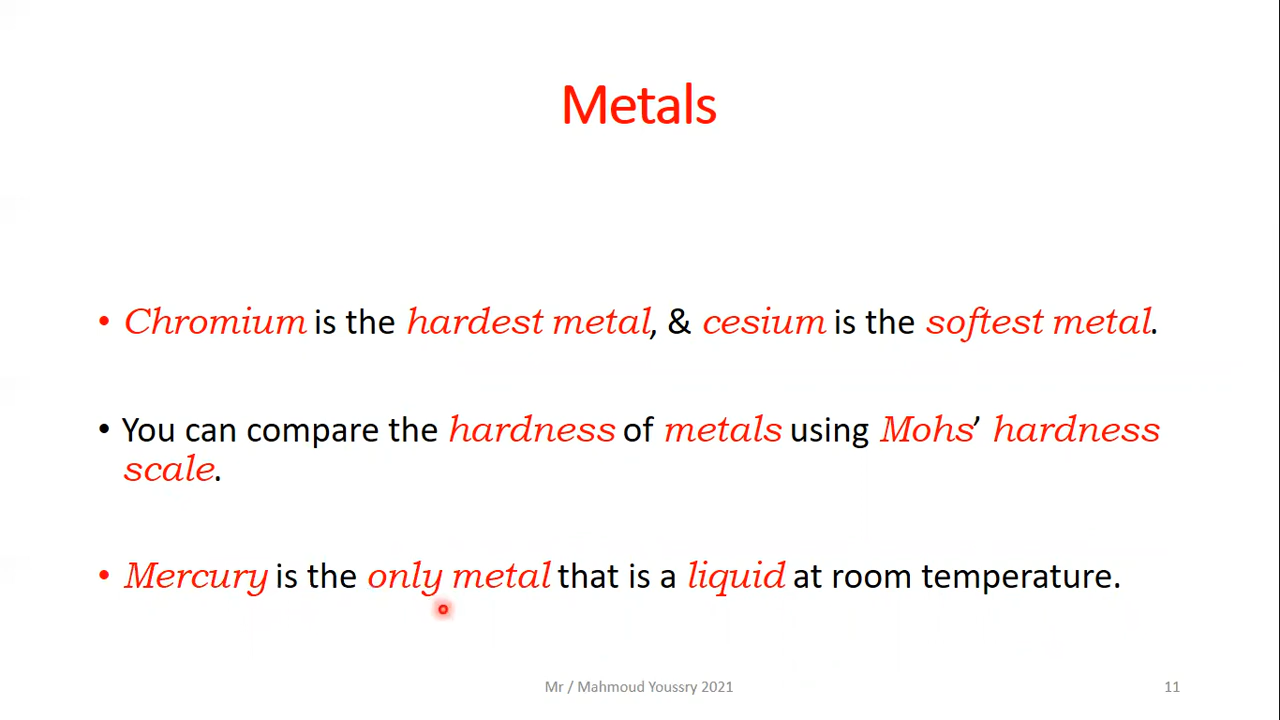 Metals
• Chromium is the hardest metal, & cesium is the softest metal.
• You can compare the hardness of metals using Mohs’ hardness
scale.
• Mercury is the only metal that is a liquid at room temperature.
Mr / Mahmoud Youssry 2021
11